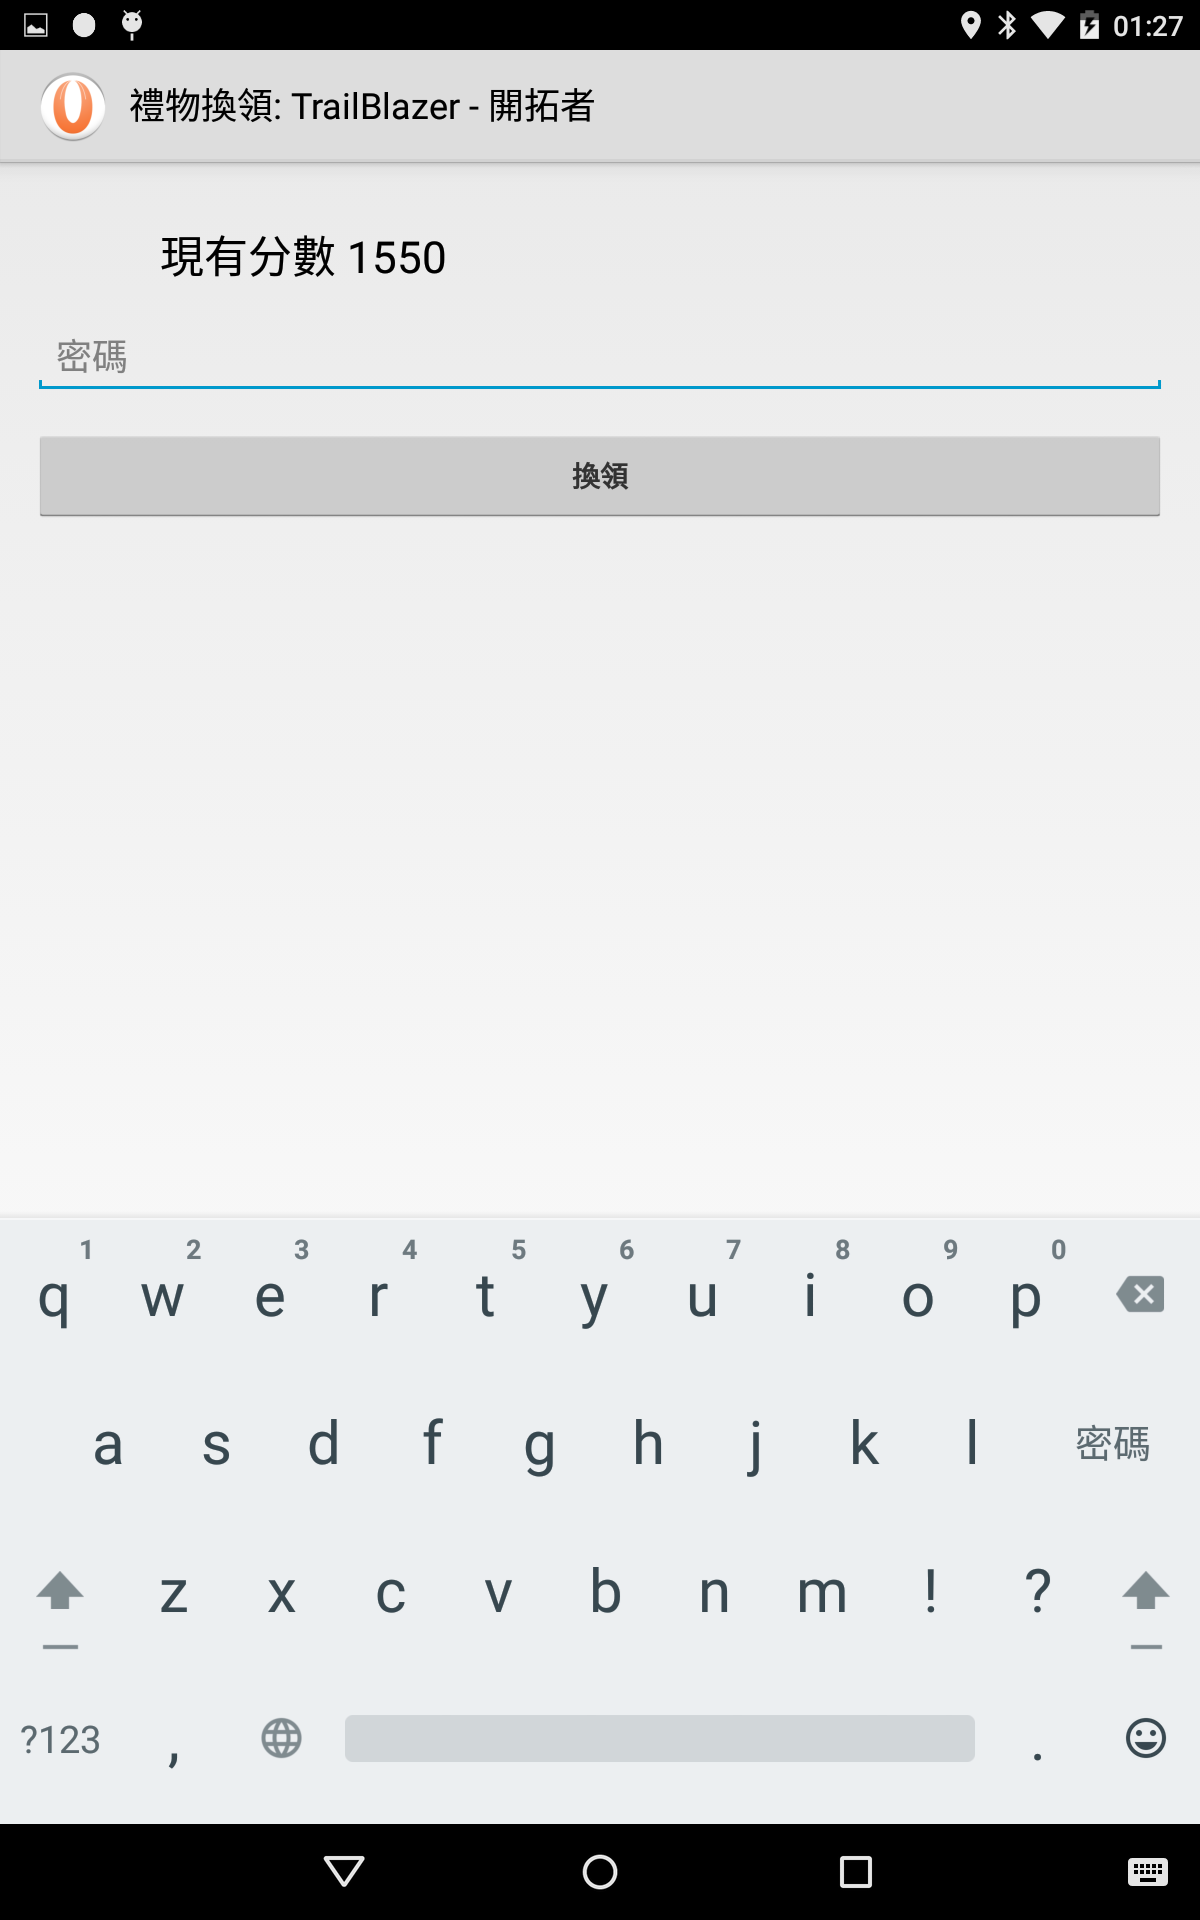 01:27
禮物換領: TrailBlazer - 開拓者
現有分數 1550
密碼
換領
1 2 3 4 5 6 7 8 9 0
q w e r t y u i o p
a s d f g h j k l 密碼
z x c v b n m ! ?
?123 , .